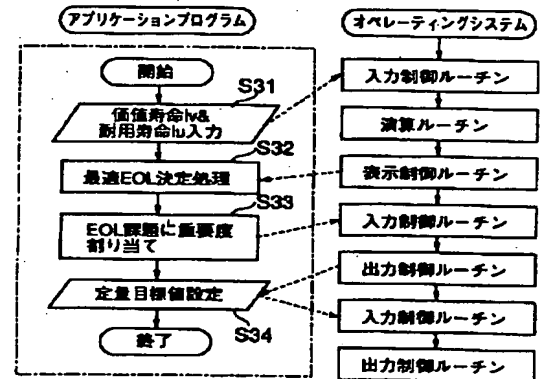 アプリケーションプログラム
開始
S31
価値寿命lv&
耐用寿命lu入力
S32
最適EOL決定処理
S33
EOL課題に重要度
割り当て
定量目標値設定
S34
終了
オペレーティングシステム
入力制御ルーチン
演算ルーチン
表示制御ルーチン
入力制御ルーチン
出力制御ルーチン
入力制御ルーチン
出力制御ルーチン